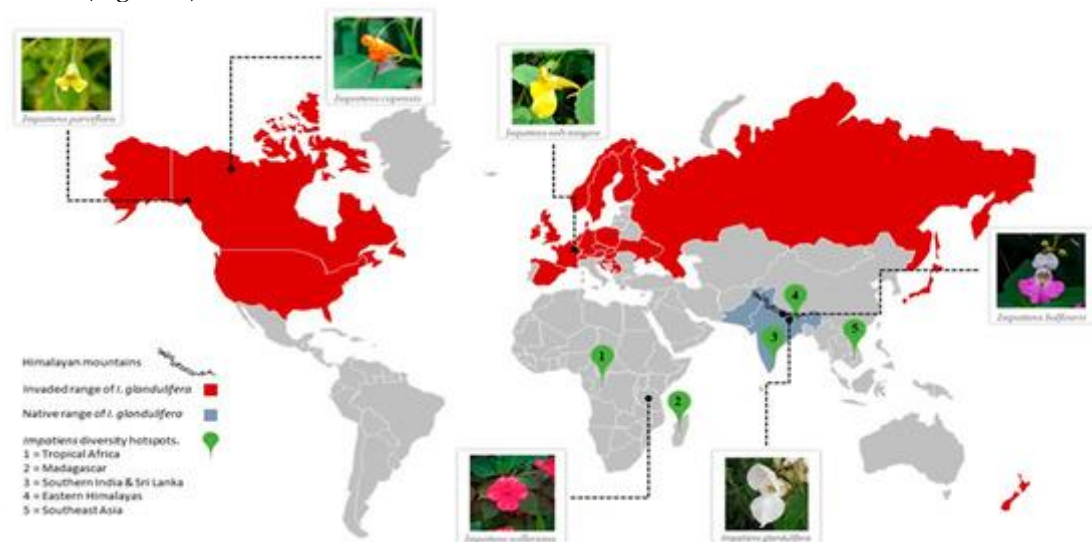 Impatiens parviflora
Impatiens capensis
Impatiens noli-tangere
Impatiens balfourii
Himalayan mountains
Invaded range of I. glandulifera
Native range of I. glandulifera
Impatiens diversity hotspots.
1 = Tropical Africa
2 = Madagascar
3 = Southern India & Sri Lanka
4 = Eastern Himalayas
5 = Southeast Asia
1
2
3
4
5
Impatiens walleriana
Impatiens glandulifera